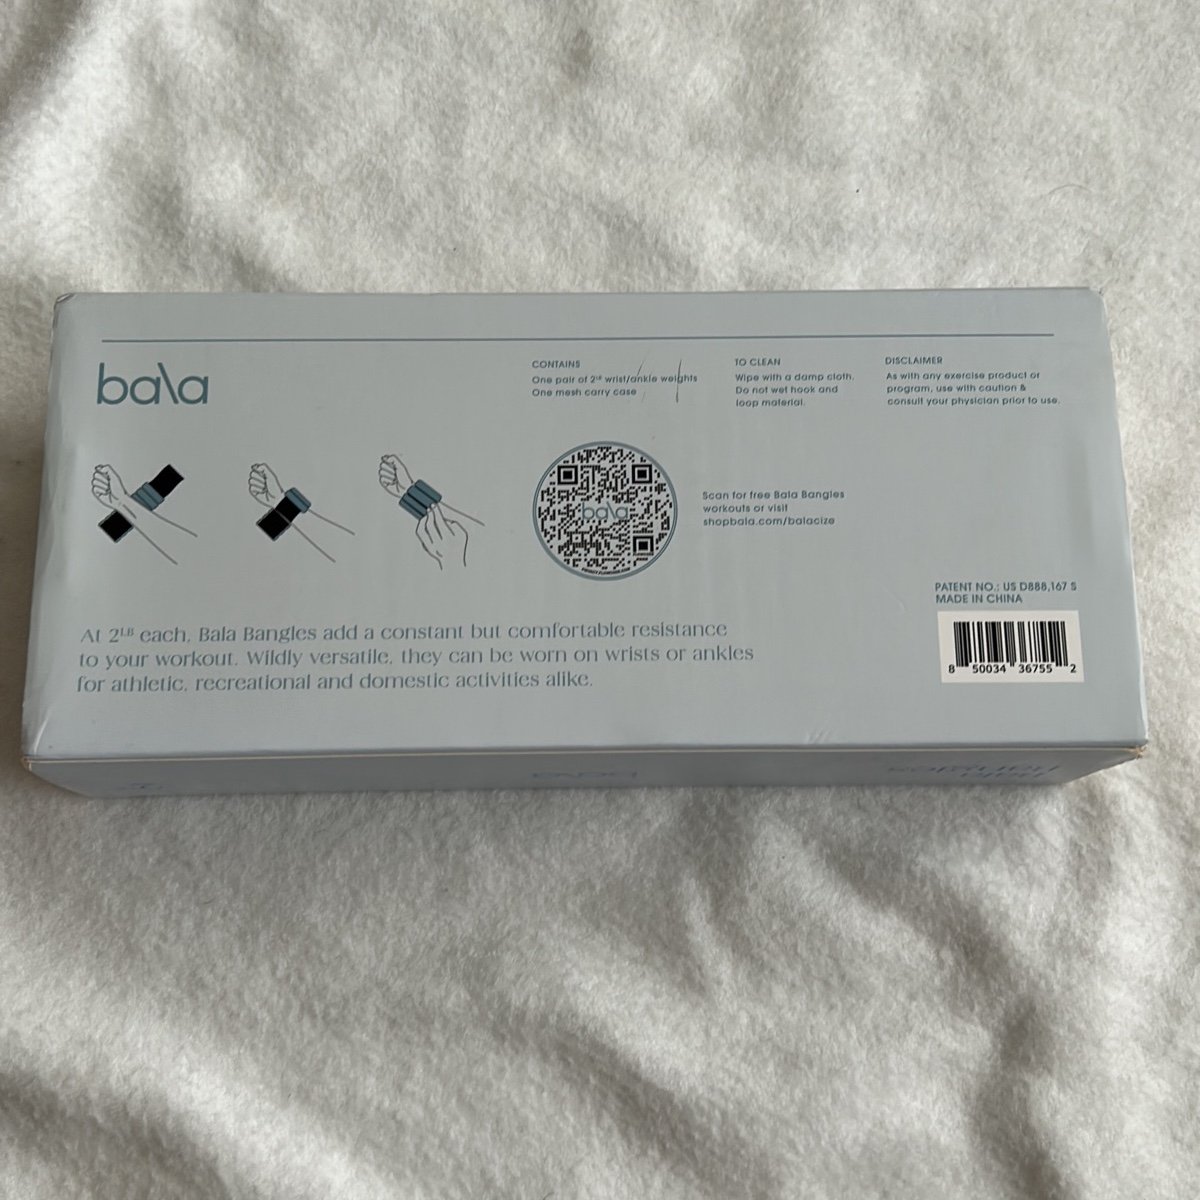 bala
CONTAINS
One pair of 2ᴸᴮ wrist/ankle weights
One mesh carry case
TO CLEAN
Wipe with a damp cloth.
Do not wet hook and
loop material.
DISCLAIMER
As with any exercise product or
program, use with caution &
consult your physician prior to use.
bala
Scan for free Bala Bangles
workouts or visit
shopbala.com/balacize
PATENT NO.: US D888,167 S
MADE IN CHINA
8 50034 36755 2
At 2ᴸᴮ each, Bala Bangles add a constant but comfortable resistance
to your workout. Wildly versatile, they can be worn on wrists or ankles
for athletic, recreational and domestic activities alike.
bala